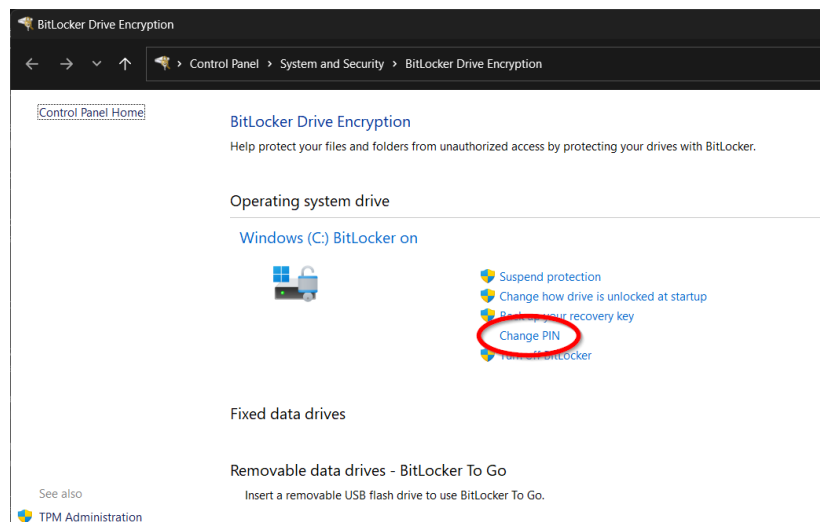 BitLocker Drive Encryption
Control Panel > System and Security > BitLocker Drive Encryption
Control Panel Home
BitLocker Drive Encryption
Help protect your files and folders from unauthorized access by protecting your drives with BitLocker.
Operating system drive
Windows (C:) BitLocker on
Suspend protection
Change how drive is unlocked at startup
Back up your recovery key
Change PIN
Turn off BitLocker
Fixed data drives
Removable data drives - BitLocker To Go
Insert a removable USB flash drive to use BitLocker To Go.
See also
TPM Administration